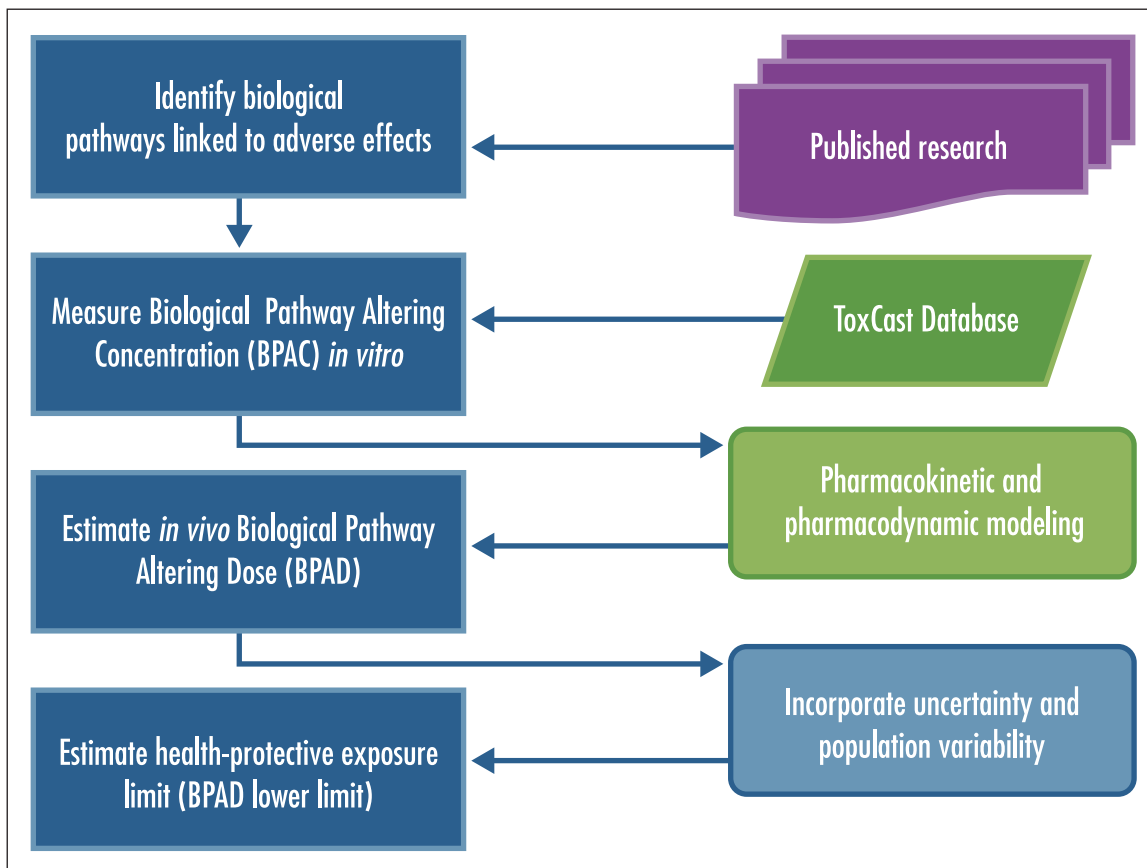 Identify biological
pathways linked to adverse effects
Published research
Measure Biological Pathway Altering
Concentration (BPAC) in vitro
ToxCast Database
Pharmacokinetic and
pharmacodynamic modeling
Estimate in vivo Biological Pathway
Altering Dose (BPAD)
Incorporate uncertainty and
population variability
Estimate health-protective exposure
limit (BPAD lower limit)